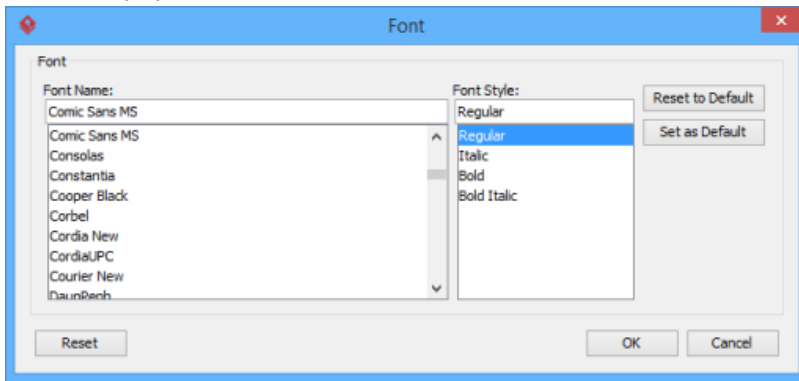 Font
Font
Font Name:
Comic Sans MS
Comic Sans MS
Consolas
Constantia
Cooper Black
Corbel
Cordia New
CordiaUPC
Courier New
DaunPenh
Font Style:
Regular
Regular
Italic
Bold
Bold Italic
Reset to Default
Set as Default
Reset
OK
Cancel